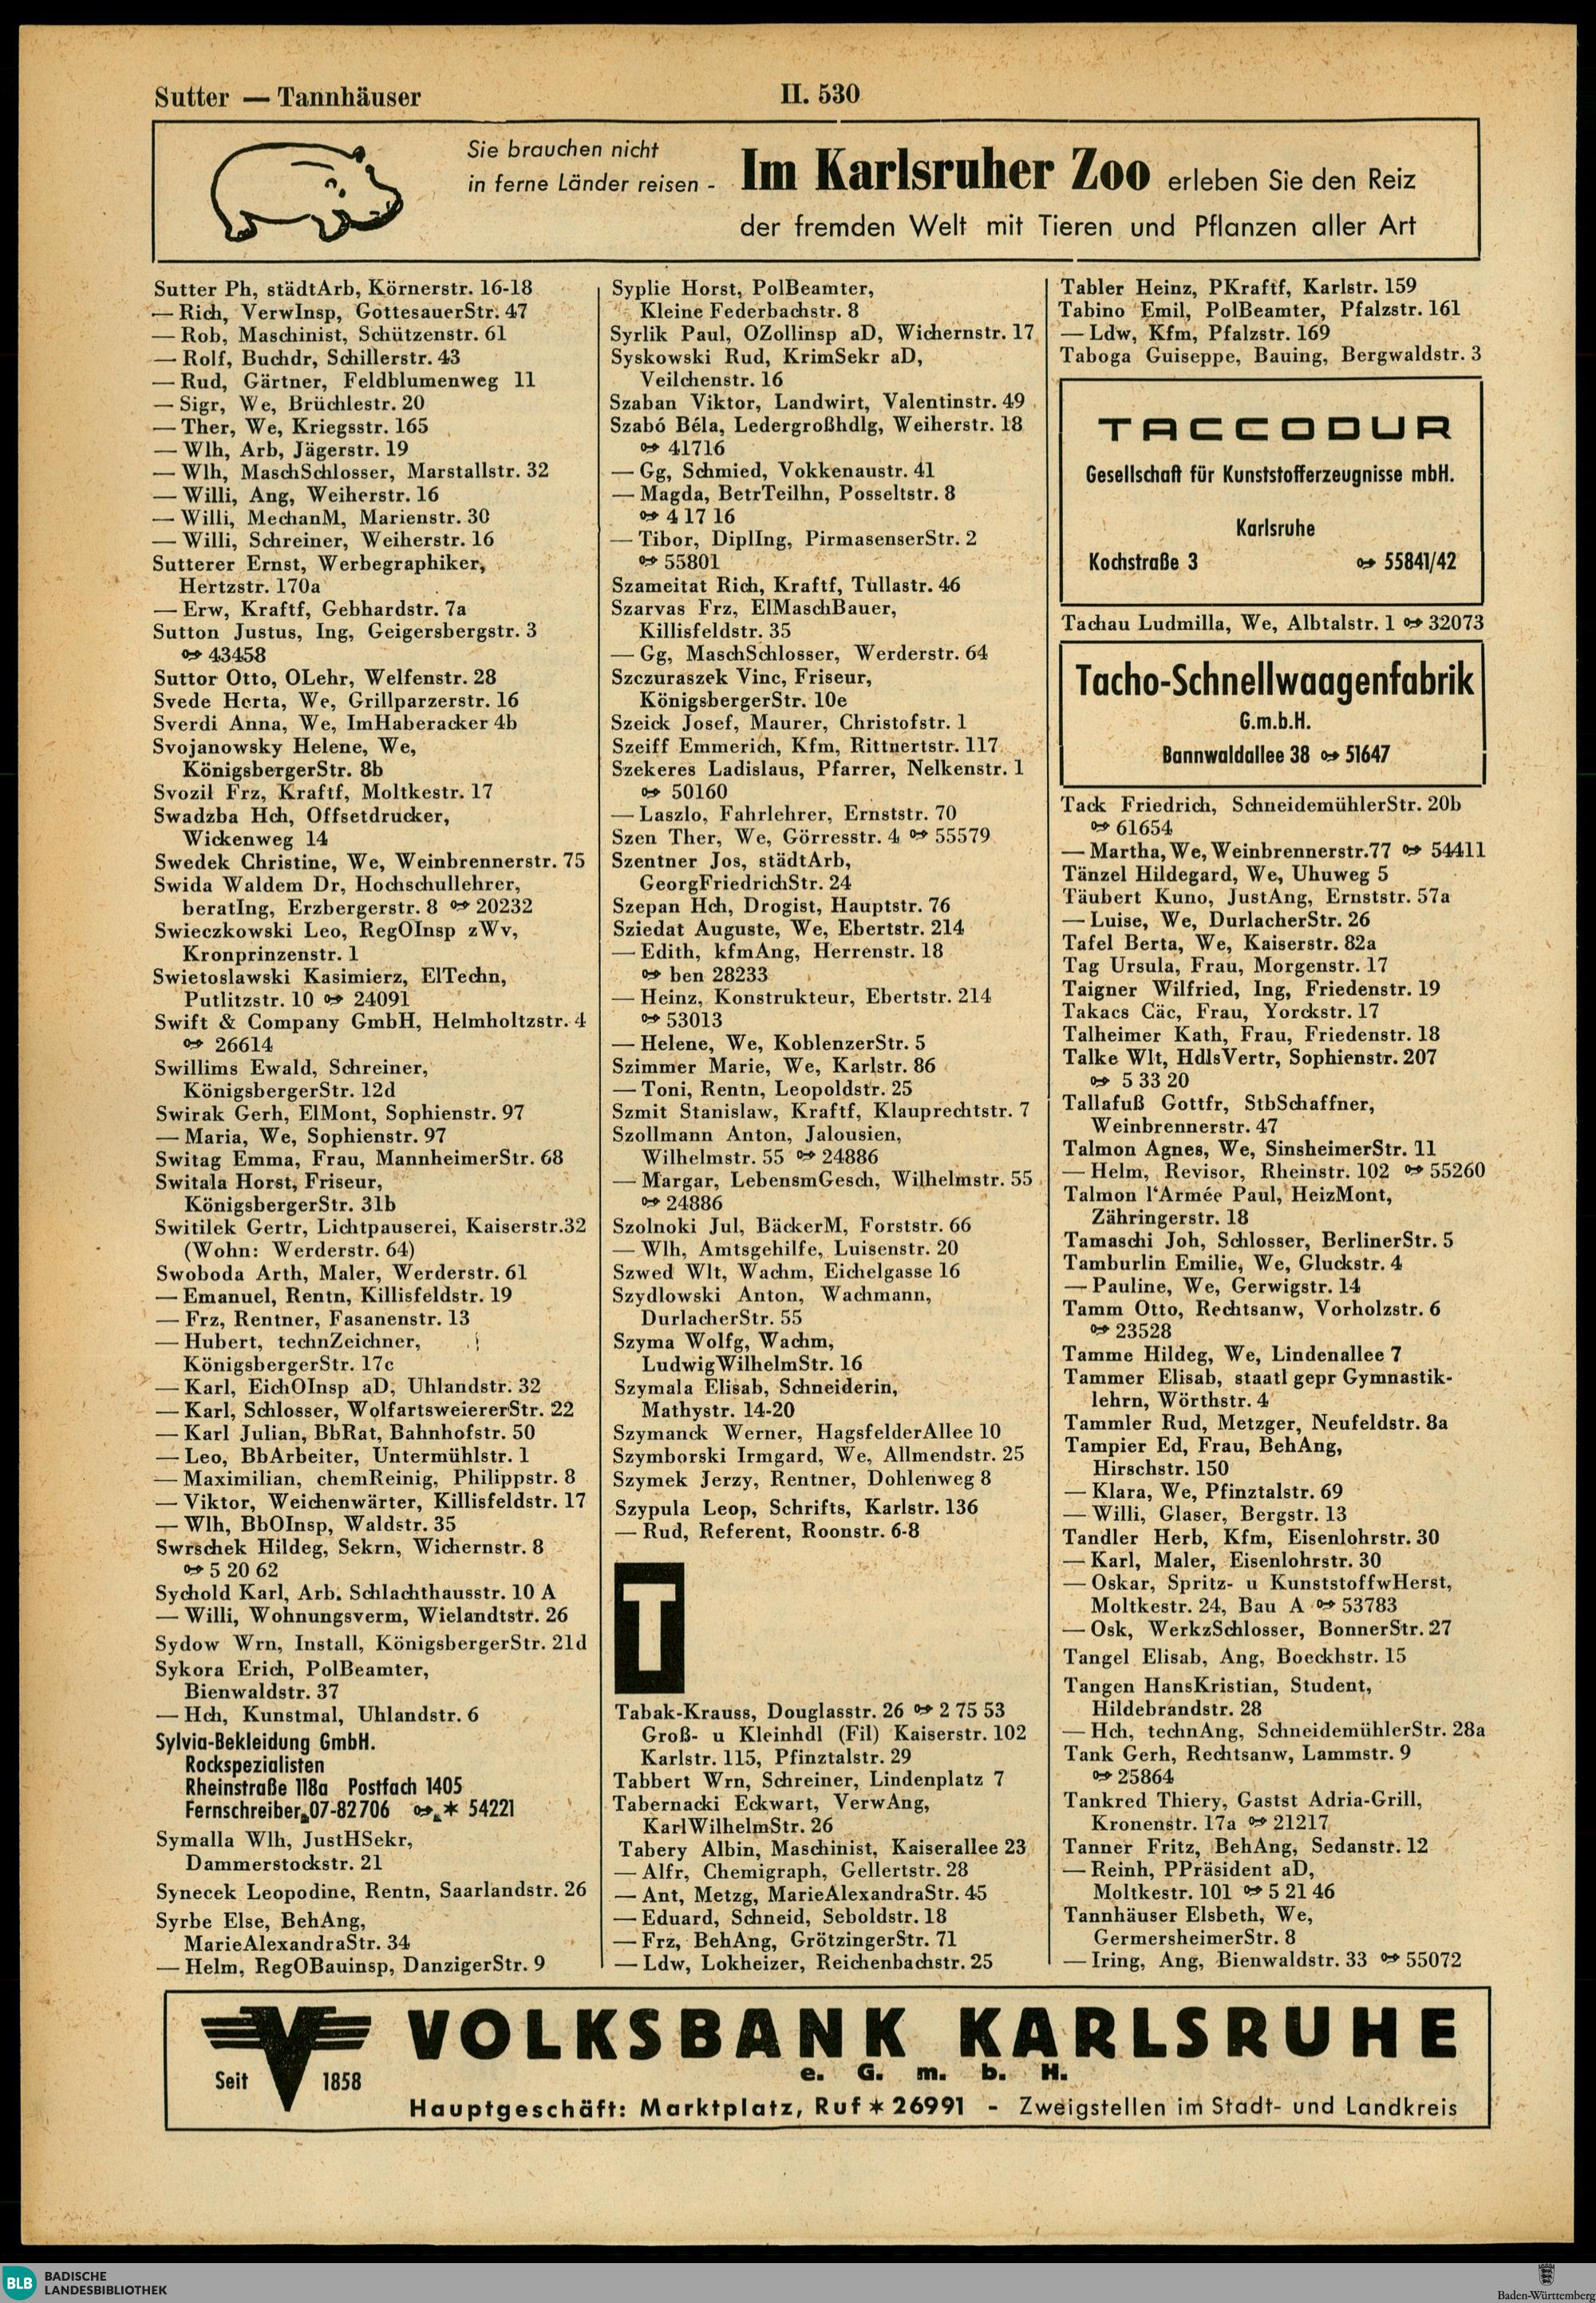 Sutter — Tannhäuser
II. 530
Sie brauchen nicht
in ferne Länder reisen - Im Karlsruher Zoo erleben Sie den Reiz
der fremden Welt mit Tieren und Pflanzen aller Art
Sutter Ph, städtArb, Körnerstr. 16-18
— Rich, VerwInsp, GottesauerStr. 47
— Rob, Maschinist, Schützenstr. 61
— Rolf, Buchdr, Schillerstr. 43
— Rud, Gärtner, Feldblumenweg 11
— Sigr, We, Brüchlestr. 20
— Ther, We, Kriegsstr. 165
— Wlh, Arb, Jägerstr. 19
— Wlh, MaschSchlosser, Marstallstr. 32
— Willi, Ang, Weiherstr. 16
— Willi, MechanM, Marienstr. 30
— Willi, Schreiner, Weiherstr. 16
Sutterer Ernst, Werbegraphiker,
Hertzstr. 170a
— Erw, Kraftf, Gebhardstr. 7a
Sutton Justus, Ing, Geigersbergstr. 3
43458
Suttor Otto, OLehr, Welfenstr. 28
Svede Herta, We, Grillparzerstr. 16
Sverdi Anna, We, ImHaberacker 4b
Svojanowsky Helene, We,
KönigsbergerStr. 8b
Svozil Frz, Kraftf, Moltkestr. 17
Swadzba Hch, Offsetdrucker,
Wickenweg 14
Swedek Christine, We, Weinbrennerstr. 75
Swida Waldem Dr, Hochschullehrer,
beratIng, Erzbergerstr. 8 20232
Swieczkowski Leo, RegOInsp zWv,
Kronprinzenstr. 1
Swietoslawski Kasimierz, ElTechn,
Putlitzstr. 10 24091
Swift & Company GmbH, Helmholtzstr. 4
26614
Swillims Ewald, Schreiner,
KönigsbergerStr. 12d
Swirak Gerh, ElMont, Sophienstr. 97
— Maria, We, Sophienstr. 97
Switag Emma, Frau, MannheimerStr. 68
Switala Horst, Friseur,
KönigsbergerStr. 31b
Switilek Gertr, Lichtpauserei, Kaiserstr.32
(Wohn: Werderstr. 64)
Swoboda Arth, Maler, Werderstr. 61
— Emanuel, Rentn, Killisfeldstr. 19
— Frz, Rentner, Fasanenstr. 13
— Hubert, technZeichner,
KönigsbergerStr. 17c
— Karl, EichOInsp aD, Uhlandstr. 32
— Karl, Schlosser, WolfartsweiererStr. 22
— Karl Julian, BbRat, Bahnhofstr. 50
— Leo, BbArbeiter, Untermühlstr. 1
— Maximilian, chemReinig, Philippstr. 8
— Viktor, Weichenwärter, Killisfeldstr. 17
— Wlh, BbOInsp, Waldstr. 35
Swrschek Hildeg, Sekrn, Wichernstr. 8
5 20 62
Sychold Karl, Arb. Schlachthausstr. 10 A
— Willi, Wohnungsverm, Wielandtstr. 26
Sydow Wrn, Install, KönigsbergerStr. 21d
Sykora Erich, PolBeamter,
Bienwaldstr. 37
— Hch, Kunstmal, Uhlandstr. 6
Sylvia-Bekleidung GmbH.
Rockspezialisten
Rheinstraße 118a Postfach 1405
Fernschreiber 07-82706 * 54221
Symalla Wlh, JustHSekr,
Dammerstockstr. 21
Synecek Leopodine, Rentn, Saarlandstr. 26
Syrbe Else, BehAng,
MarieAlexandraStr. 34
— Helm, RegOBauinsp, DanzigerStr. 9
Syplie Horst, PolBeamter,
Kleine Federbachstr. 8
Syrlik Paul, OZollinsp aD, Wichernstr. 17
Syskowski Rud, KrimSekr aD,
Veilchenstr. 16
Szaban Viktor, Landwirt, Valentinstr. 49
Szabó Béla, Ledergroßhdlg, Weiherstr. 18
41716
— Gg, Schmied, Vokkenaustr. 41
— Magda, BetrTeilhn, Posseltstr. 8
4 17 16
— Tibor, DiplIng, PirmasenserStr. 2
55801
Szameitat Rich, Kraftf, Tullastr. 46
Szarvas Frz, ElMaschBauer,
Killisfeldstr. 35
— Gg, MaschSchlosser, Werderstr. 64
Szczuraszek Vinc, Friseur,
KönigsbergerStr. 10e
Szeick Josef, Maurer, Christofstr. 1
Szeiff Emmerich, Kfm, Rittnertstr. 117
Szekeres Ladislaus, Pfarrer, Nelkenstr. 1
50160
— Laszlo, Fahrlehrer, Ernststr. 70
Szen Ther, We, Görresstr. 4 55579
Szentner Jos, städtArb,
GeorgFriedrichStr. 24
Szepan Hch, Drogist, Hauptstr. 76
Sziedat Auguste, We, Ebertstr. 214
— Edith, kfmAng, Herrenstr. 18
ben 28233
— Heinz, Konstrukteur, Ebertstr. 214
53013
— Helene, We, KoblenzerStr. 5
Szimmer Marie, We, Karlstr. 86
— Toni, Rentn, Leopoldstr. 25
Szmit Stanislaw, Kraftf, Klauprechtstr. 7
Szollmann Anton, Jalousien,
Wilhelmstr. 55 24886
— Margar, LebensmGesch, Wilhelmstr. 55
24886
Szolnoki Jul, BäckerM, Forststr. 66
— Wlh, Amtsgehilfe, Luisenstr. 20
Szwed Wlt, Wachm, Eichelgasse 16
Szydlowski Anton, Wachmann,
DurlacherStr. 55
Szyma Wolfg, Wachm,
LudwigWilhelmStr. 16
Szymala Elisab, Schneiderin,
Mathystr. 14-20
Szymanck Werner, HagsfelderAllee 10
Szymborski Irmgard, We, Allmendstr. 25
Szymek Jerzy, Rentner, Dohlenweg 8
Szypula Leop, Schrifts, Karlstr. 136
— Rud, Referent, Roonstr. 6-8
T
Tabak-Krauss, Douglasstr. 26 2 75 53
Groß- u Kleinhdl (Fil) Kaiserstr. 102
Karlstr. 115, Pfinztalstr. 29
Tabbert Wrn, Schreiner, Lindenplatz 7
Tabernacki Eckwart, VerwAng,
KarlWilhelmStr. 26
Tabery Albin, Maschinist, Kaiserallee 23
— Alfr, Chemigraph, Gellertstr. 28
— Ant, Metzg, MarieAlexandraStr. 45
— Eduard, Schneid, Seboldstr. 18
— Frz, BehAng, GrötzingerStr. 71
— Ldw, Lokheizer, Reichenbachstr. 25
Tabler Heinz, PKraftf, Karlstr. 159
Tabino Emil, PolBeamter, Pfalzstr. 161
— Ldw, Kfm, Pfalzstr. 169
Taboga Guiseppe, Bauing, Bergwaldstr. 3
TACCODUR
Gesellschaft für Kunststofferzeugnisse mbH.
Karlsruhe
Kochstraße 3 55841/42
Tachau Ludmilla, We, Albtalstr. 1 32073
Tacho-Schnellwaagenfabrik
G.m.b.H.
Bannwaldallee 38 51647
Tack Friedrich, SchneidemühlerStr. 20b
61654
— Martha, We, Weinbrennerstr.77 54411
Tänzel Hildegard, We, Uhuweg 5
Täubert Kuno, JustAng, Ernststr. 57a
— Luise, We, DurlacherStr. 26
Tafel Berta, We, Kaiserstr. 82a
Tag Ursula, Frau, Morgenstr. 17
Taigner Wilfried, Ing, Friedenstr. 19
Takacs Cäc, Frau, Yorckstr. 17
Talheimer Kath, Frau, Friedenstr. 18
Talke Wlt, HdlsVertr, Sophienstr. 207
5 33 20
Tallafuß Gottfr, StbSchaffner,
Weinbrennerstr. 47
Talmon Agnes, We, SinsheimerStr. 11
— Helm, Revisor, Rheinstr. 102 55260
Talmon l'Armée Paul, HeizMont,
Zähringerstr. 18
Tamaschi Joh, Schlosser, BerlinerStr. 5
Tamburlin Emilie, We, Gluckstr. 4
— Pauline, We, Gerwigstr. 14
Tamm Otto, Rechtsanw, Vorholzstr. 6
23528
Tamme Hildeg, We, Lindenallee 7
Tammer Elisab, staatl gepr Gymnastik-
lehrn, Wörthstr. 4
Tammler Rud, Metzger, Neufeldstr. 8a
Tampier Ed, Frau, BehAng,
Hirschstr. 150
— Klara, We, Pfinztalstr. 69
— Willi, Glaser, Bergstr. 13
Tandler Herb, Kfm, Eisenlohrstr. 30
— Karl, Maler, Eisenlohrstr. 30
— Oskar, Spritz- u KunststoffwHerst,
Moltkestr. 24, Bau A 53783
— Osk, WerkzSchlosser, BonnerStr. 27
Tangel Elisab, Ang, Boeckhstr. 15
Tangen HansKristian, Student,
Hildebrandstr. 28
— Hch, technAng, SchneidemühlerStr. 28a
Tank Gerh, Rechtsanw, Lammstr. 9
25864
Tankred Thiery, Gastst Adria-Grill,
Kronenstr. 17a 21217
Tanner Fritz, BehAng, Sedanstr. 12
— Reinh, PPräsident aD,
Moltkestr. 101 5 21 46
Tannhäuser Elsbeth, We,
GermersheimerStr. 8
— Iring, Ang, Bienwaldstr. 33 55072
Seit 1858
VOLKSBANK KARLSRUHE
e. G. m. b. H.
Hauptgeschäft: Marktplatz, Ruf * 26991 - Zweigstellen im Stadt- und Landkreis
BLB BADISCHE
LANDESBIBLIOTHEK
Baden-Württemberg